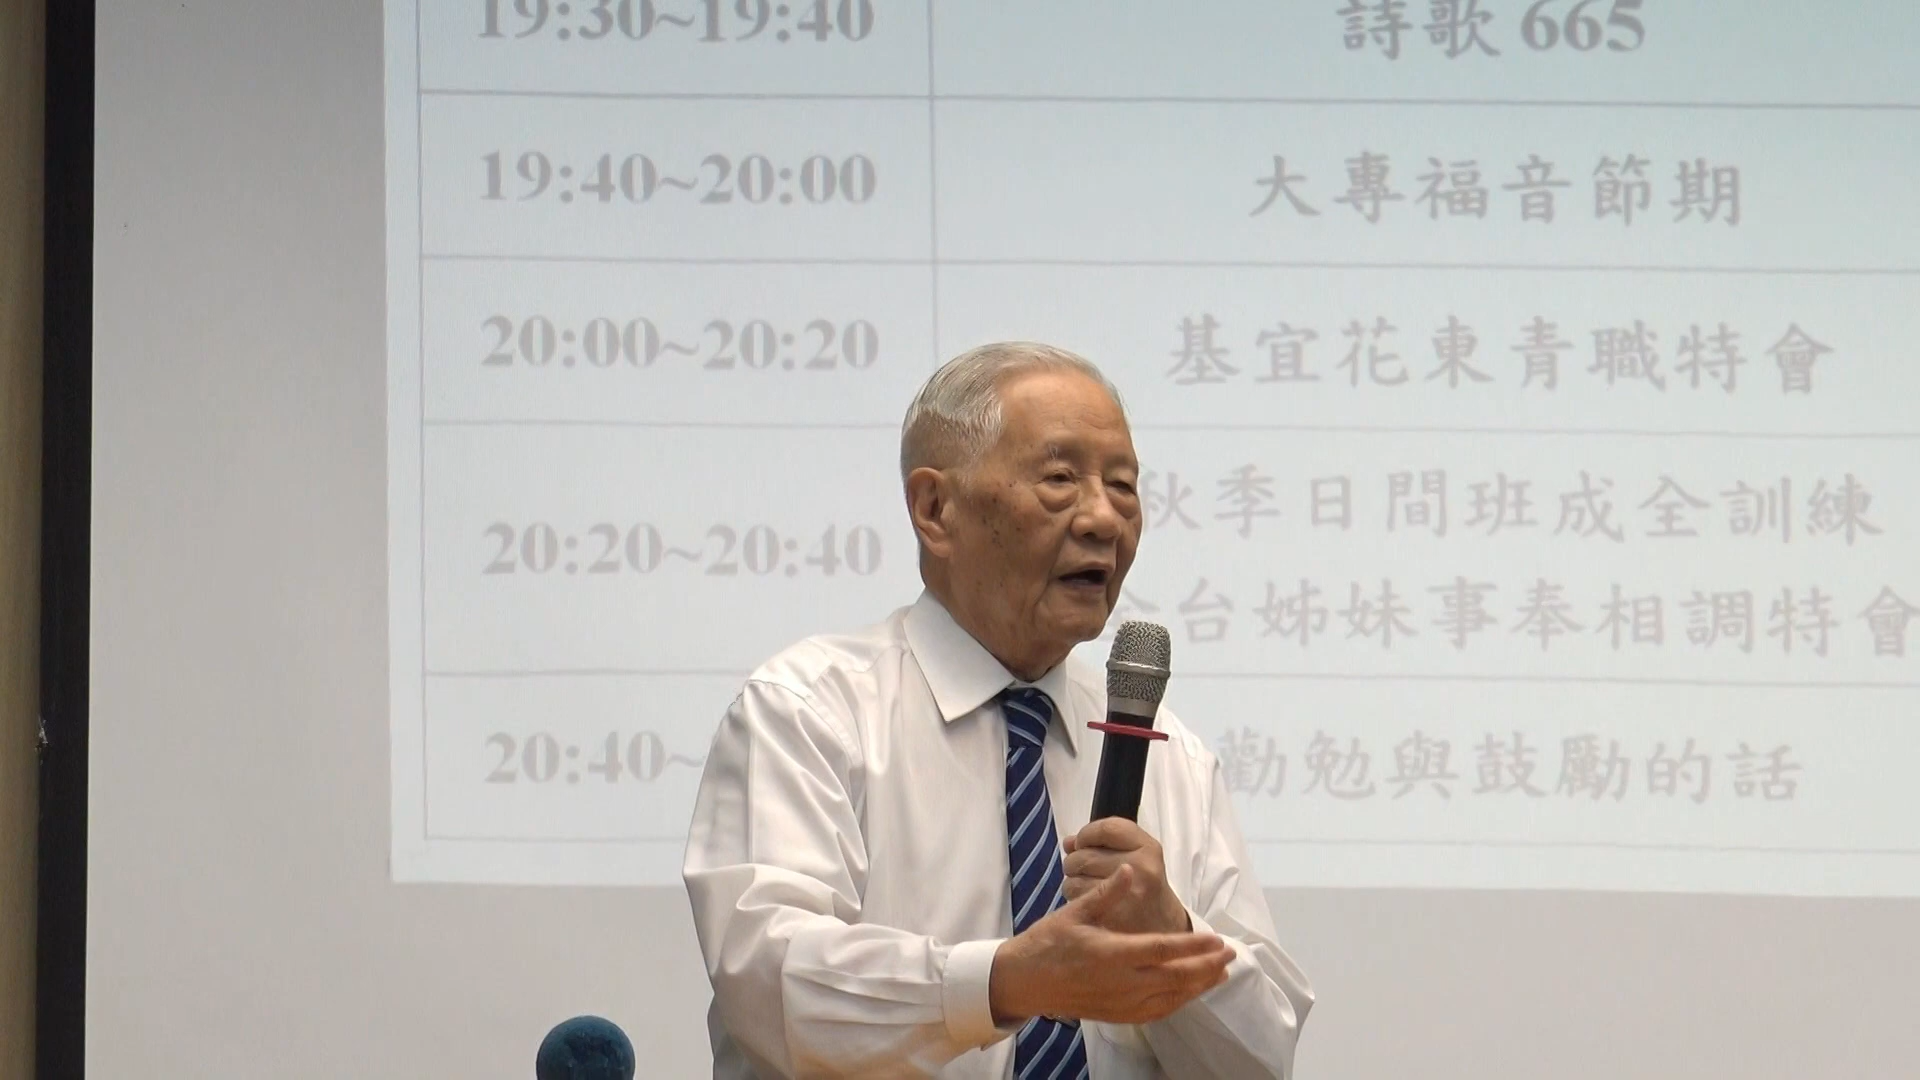 19:30~19:40 詩歌 665
19:40~20:00 大專福音節期
20:00~20:20 基宜花東青職特會
20:20~20:40 秋季日間班成全訓練
台姊妹事奉相調特會
20:40~ 勸勉與鼓勵的話